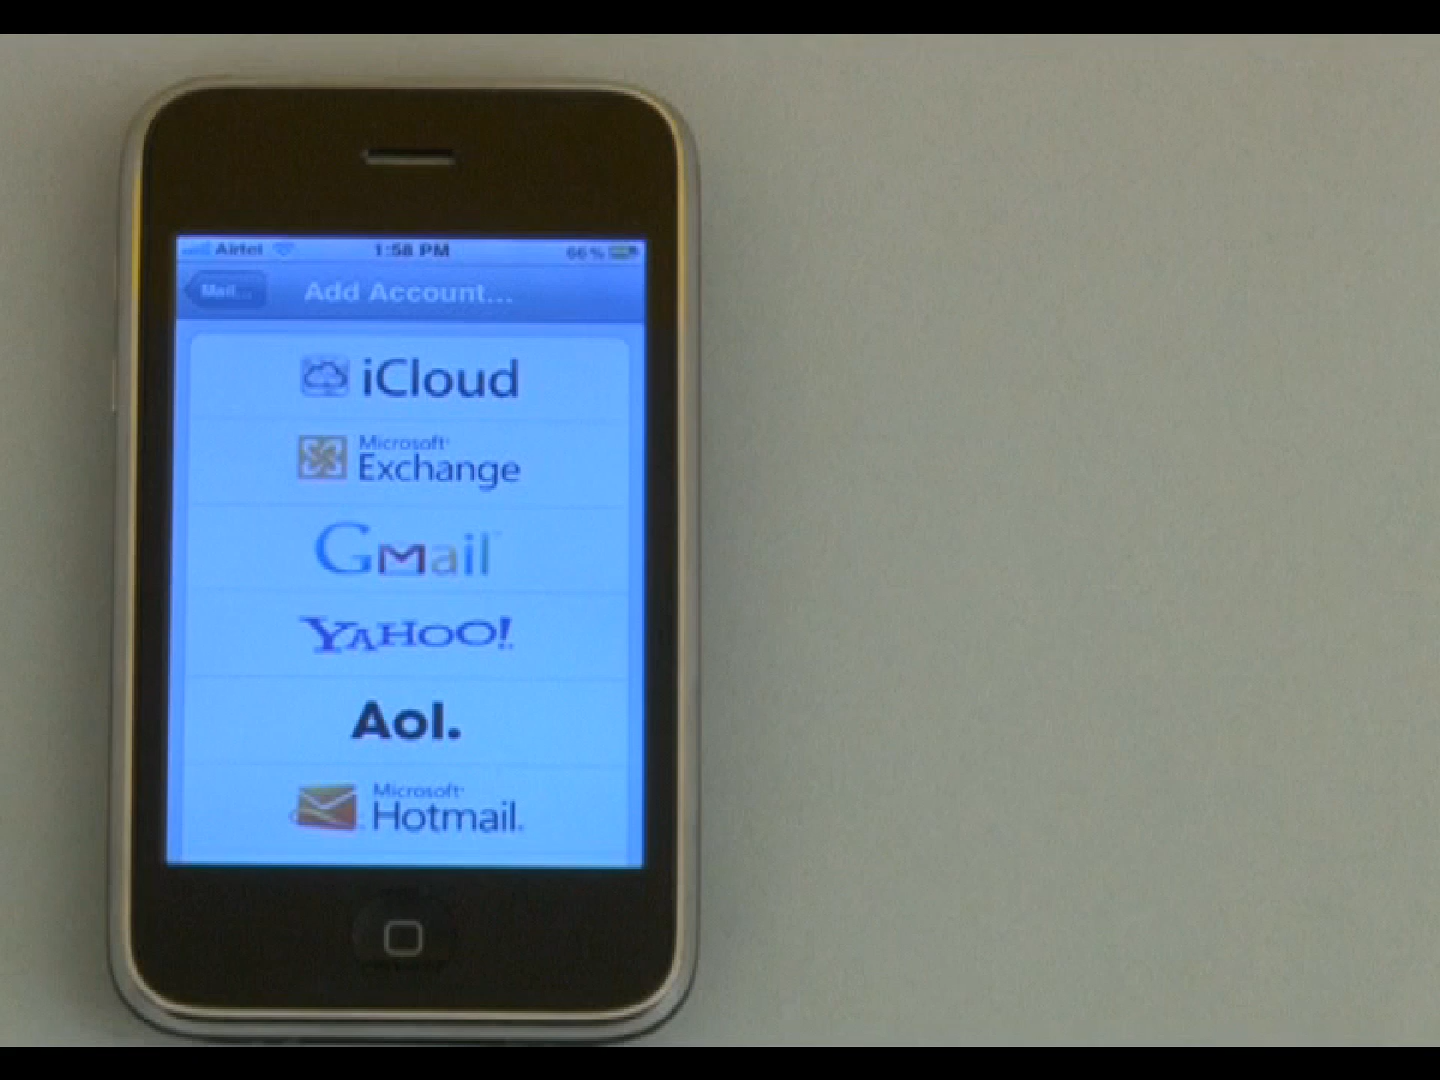 Airtel 1:58 PM 66%
Mail... Add Account...
iCloud
Microsoft
Exchange
Gmail
YAHOO!
Aol.
Microsoft
Hotmail